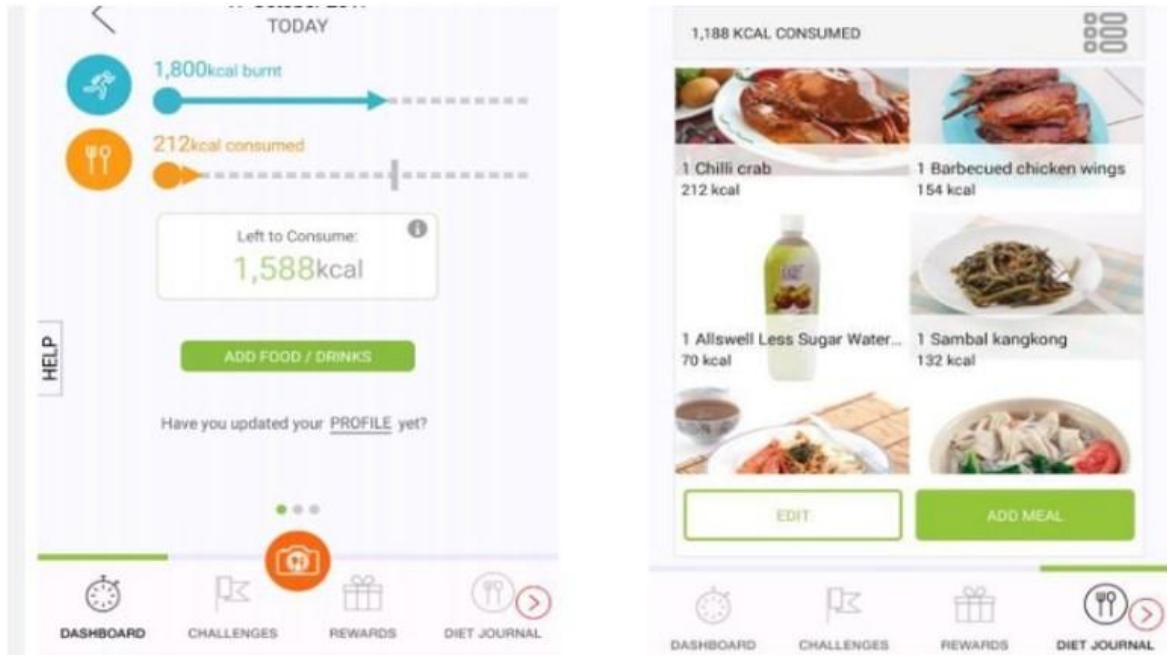 TODAY
1,800kcal burnt
212kcal consumed
Left to Consume:
1,588kcal
HELP
ADD FOOD / DRINKS
Have you updated your PROFILE yet?
DASHBOARD
CHALLENGES
REWARDS
DIET JOURNAL
1,188 KCAL CONSUMED
1 Chilli crab
212 kcal
1 Barbecued chicken wings
154 kcal
1 Allswell Less Sugar Water...
70 kcal
1 Sambal kangkong
132 kcal
EDIT
ADD MEAL
DASHBOARD
CHALLENGES
REWARDS
DIET JOURNAL